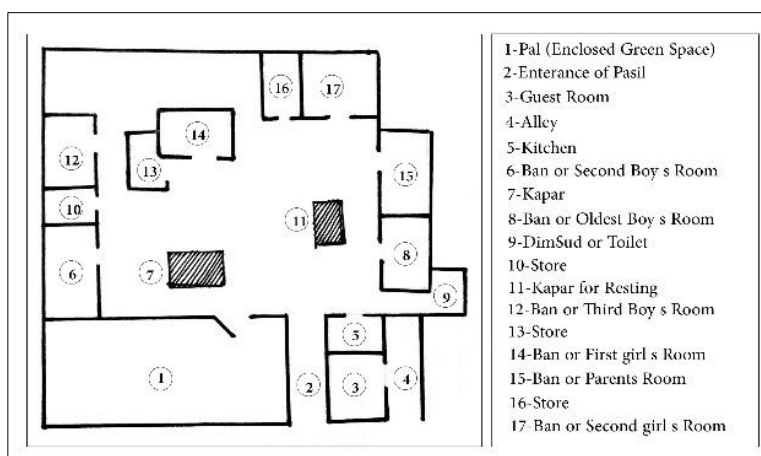 16
17
14
12
13
15
10
11
8
6
7
9
5
1
2
3
4
1-Pal (Enclosed Green Space)
2-Enterance of Pasil
3-Guest Room
4-Alley
5-Kitchen
6-Ban or Second Boy s Room
7-Kapar
8-Ban or Oldest Boy s Room
9-DimSud or Toilet
10-Store
11-Kapar for Resting
12-Ban or Third Boy s Room
13-Store
14-Ban or First girl s Room
15-Ban or Parents Room
16-Store
17-Ban or Second girl s Room